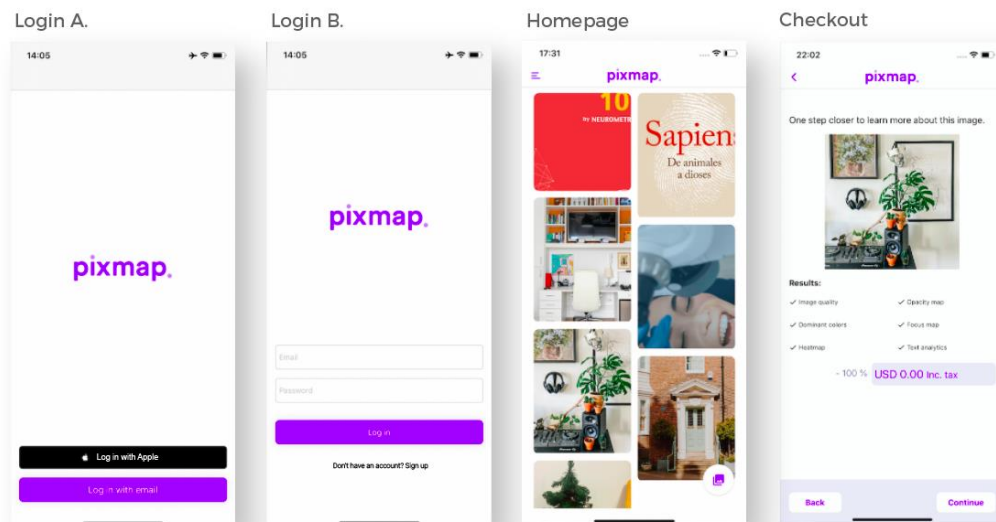 Login A.
Login B.
Homepage
Checkout
14:05
pixmap.
Log in with Apple
Log in with email
14:05
pixmap.
Email
Password
Log in
Don't have an account? Sign up
17:31
pixmap.
10
BY NEUROMETR
Sapiens
De animales
a dioses
22:02
pixmap.
One step closer to learn more about this image.
Results:
Image quality
Opacity map
Dominant colors
Focus map
Heatmap
Text analytics
- 100 % USD 0.00 Inc. tax
Back
Continue